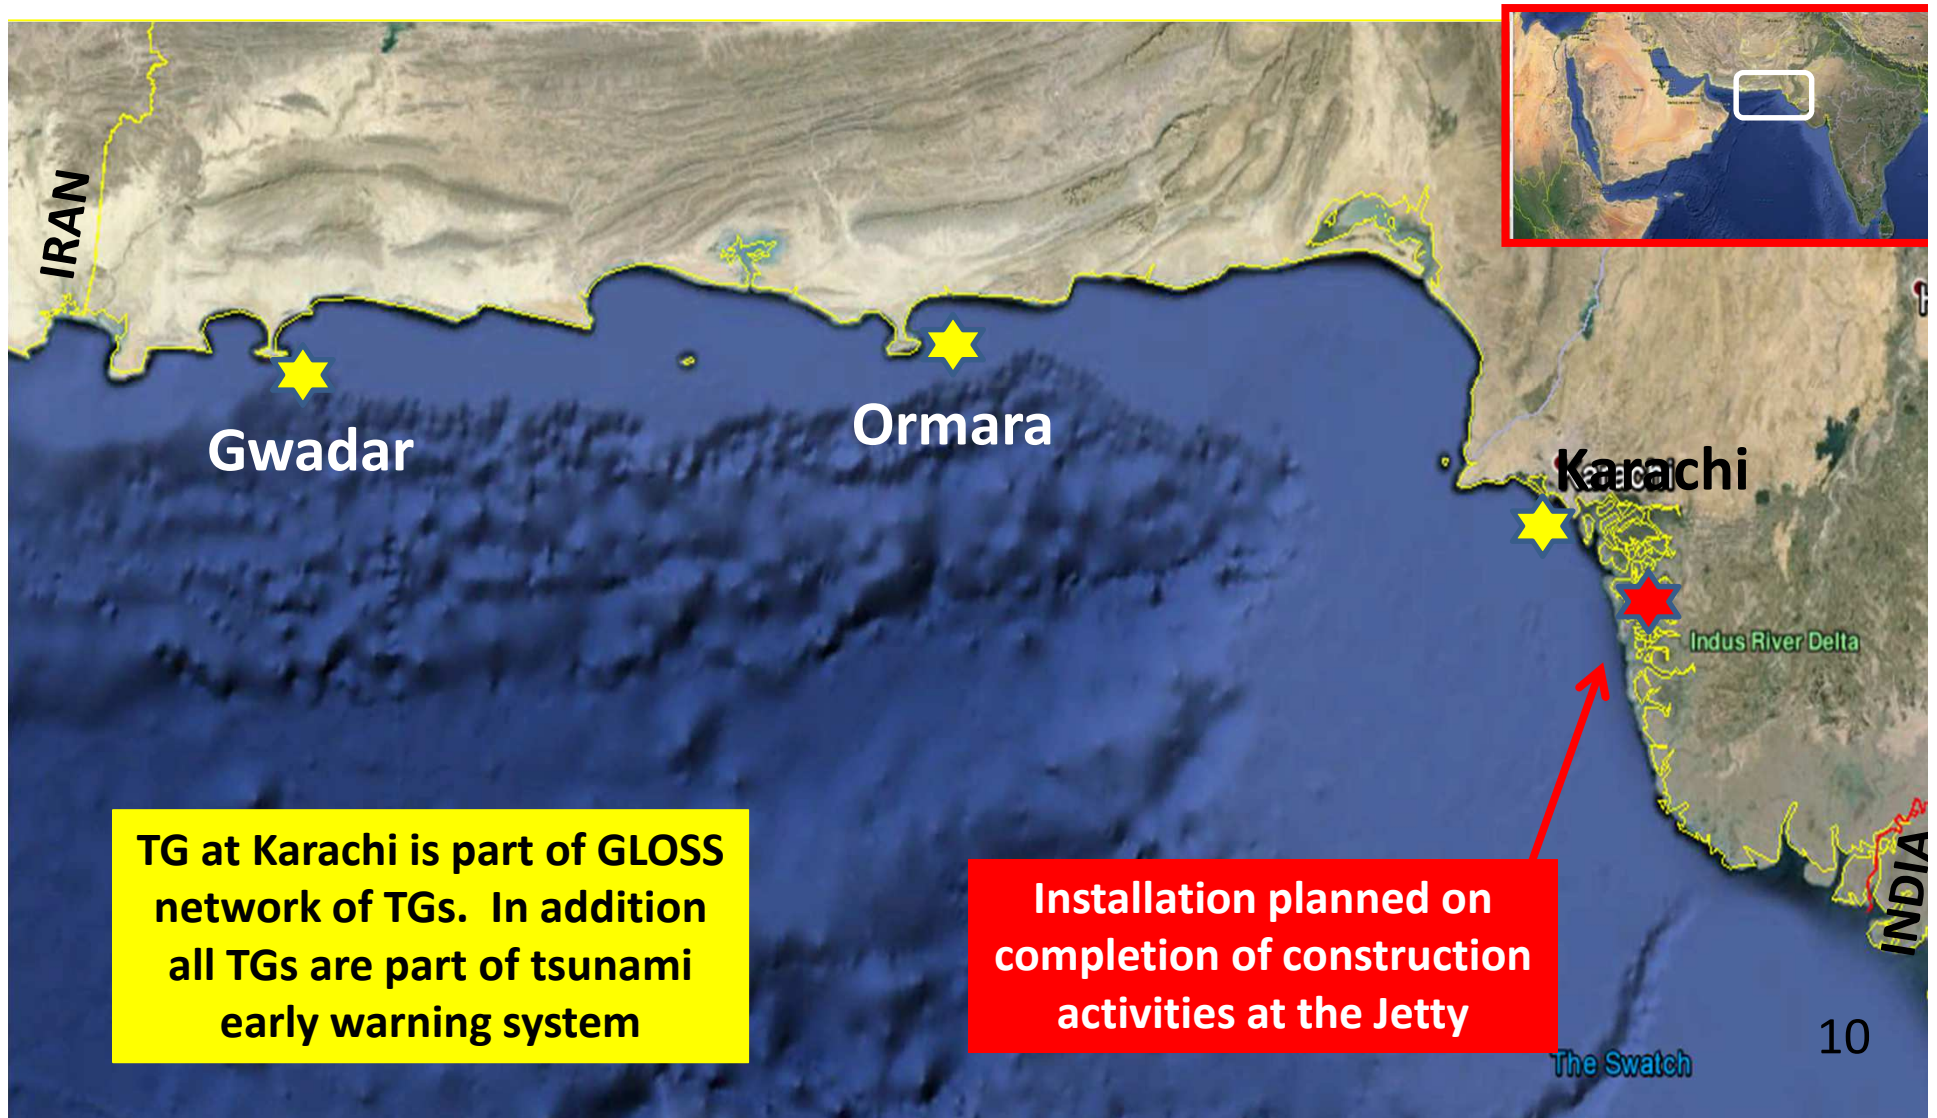 IRAN
Gwadar
Ormara
Karachi
Karachi
Indus River Delta
TG at Karachi is part of GLOSS
network of TGs.  In addition
all TGs are part of tsunami
early warning system
Installation planned on
completion of construction
activities at the Jetty
INDIA
10
The Swatch